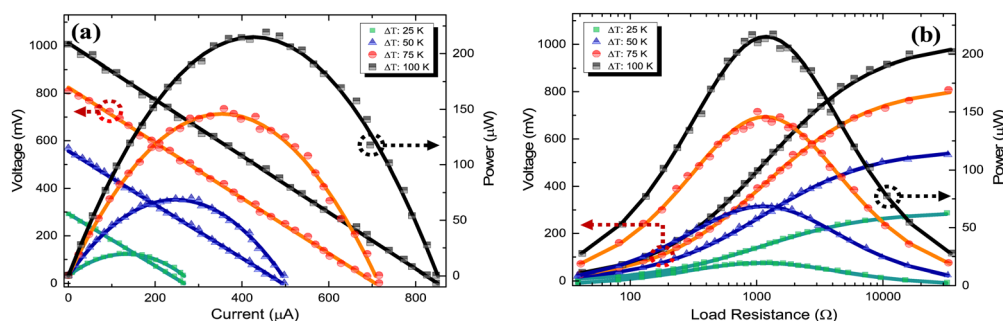 (a)
ΔT: 25 K
ΔT: 50 K
ΔT: 75 K
ΔT: 100 K
1000
800
600
400
200
0
Voltage (mV)
200
150
100
50
0
Power (μW)
0 200 400 600 800
Current (μA)
(b)
ΔT: 25 K
ΔT: 50 K
ΔT: 75 K
ΔT: 100 K
1000
800
600
400
200
0
Voltage (mV)
200
150
100
50
0
Power (μW)
100 1000 10000
Load Resistance (Ω)